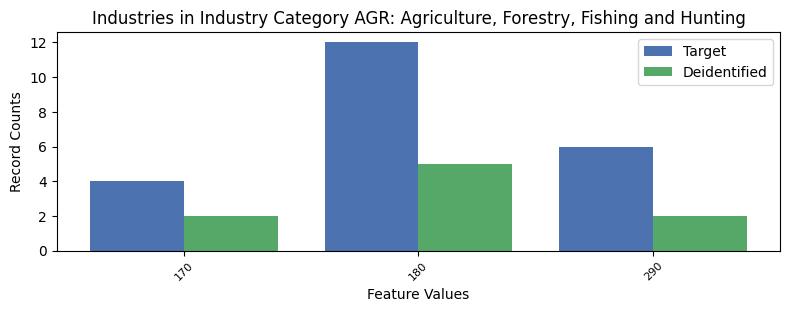 Industries in Industry Category AGR: Agriculture, Forestry, Fishing and Hunting
Target
Deidentified
Record Counts
12
10
8
6
4
2
0
170
180
290
Feature Values